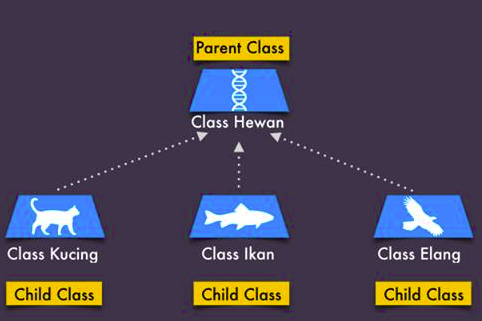 Parent Class
Class Hewan
Class Kucing
Class Ikan
Class Elang
Child Class
Child Class
Child Class